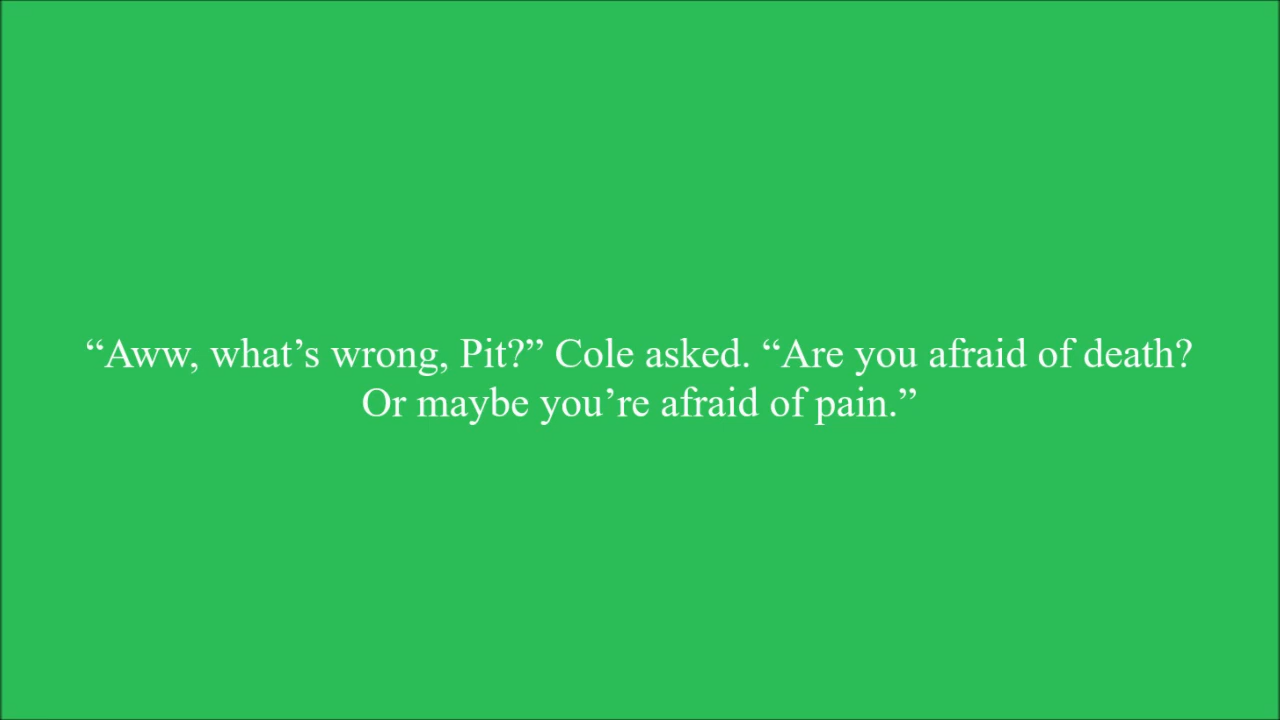 “Aww, what’s wrong, Pit?” Cole asked. “Are you afraid of death?
Or maybe you’re afraid of pain.”